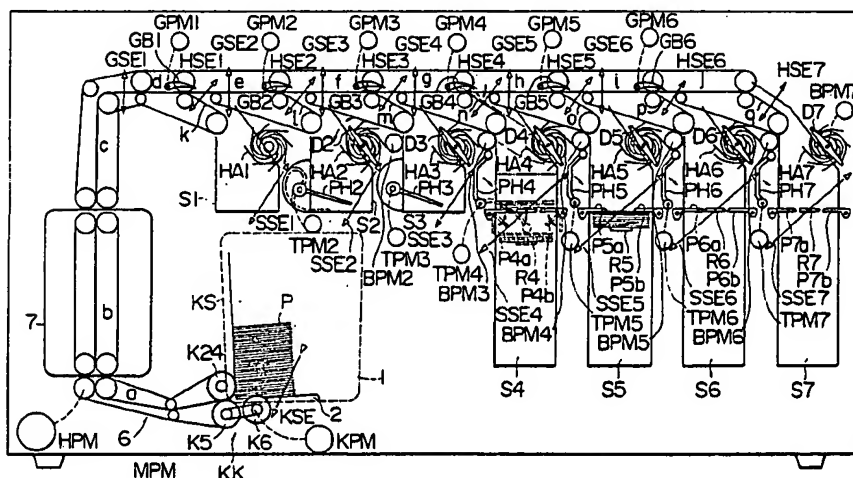 GPM1 GPM2 GPM3 GPM4 GPM5 GPM6
GB1 GSE2 GSE3 GSE4 GSE5 GSE6 GB6
GSE1 HSE1 HSE2 HSE3 HSE4 HSE5 HSE6 HSE7
BPM7
d e f g h i j
GB2 GB3 GB4 GB5 D7
k l m n o p q
c D2 D3 D4 D5 D6
HA1 HA2 HA3 HA4 HA5 HA6 HA7
PH2 PH3 PH4 PH5 PH6 PH7
S1 SSE1 S2 S3 SSE3
TPM2 TPM3 TPM4 P4a P5a P6a P7a
SSE2 BPM2 BPM3 R4 R5 R6 R7
KS P P4b P5b P6b P7b
7 b SSE4 SSE5 SSE6 SSE7
K24 TPM5 TPM6 TPM7
BPM4 BPM5 BPM6
a 1
KSE 2 S4 S5 S6 S7
HPM 6 K5 K6 KPM
MPM KK